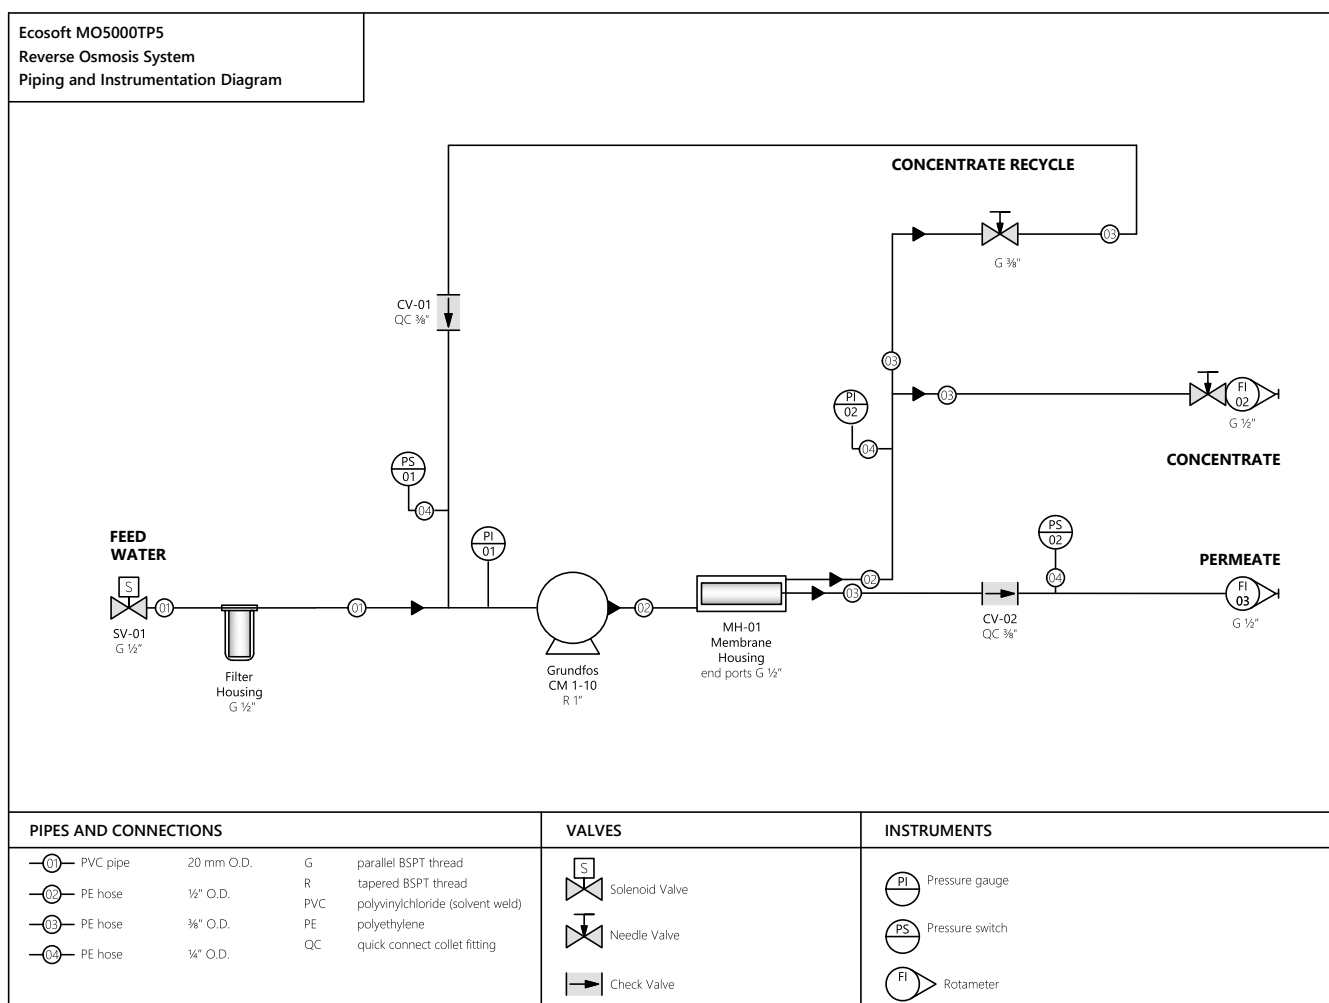 Ecosoft MO5000TP5
Reverse Osmosis System
Piping and Instrumentation Diagram
CONCENTRATE RECYCLE
03
G ⅜"
CV-01
QC ⅜"
03
PI
02
03
FI
02
G ½"
04
CONCENTRATE
PS
01
04
PI
01
FEED
WATER
S
01
SV-01
G ½"
Filter
Housing
G ½"
01
Grundfos
CM 1-10
R 1"
02
MH-01
Membrane
Housing
end ports G ½"
02
03
CV-02
QC ⅜"
PS
02
04
PERMEATE
FI
03
G ½"
PIPES AND CONNECTIONS
01 PVC pipe 20 mm O.D.
02 PE hose ½" O.D.
03 PE hose ⅜" O.D.
04 PE hose ¼" O.D.
G parallel BSPT thread
R tapered BSPT thread
PVC polyvinylchloride (solvent weld)
PE polyethylene
QC quick connect collet fitting
VALVES
S
Solenoid Valve
Needle Valve
Check Valve
INSTRUMENTS
PI Pressure gauge
PS Pressure switch
FI Rotameter